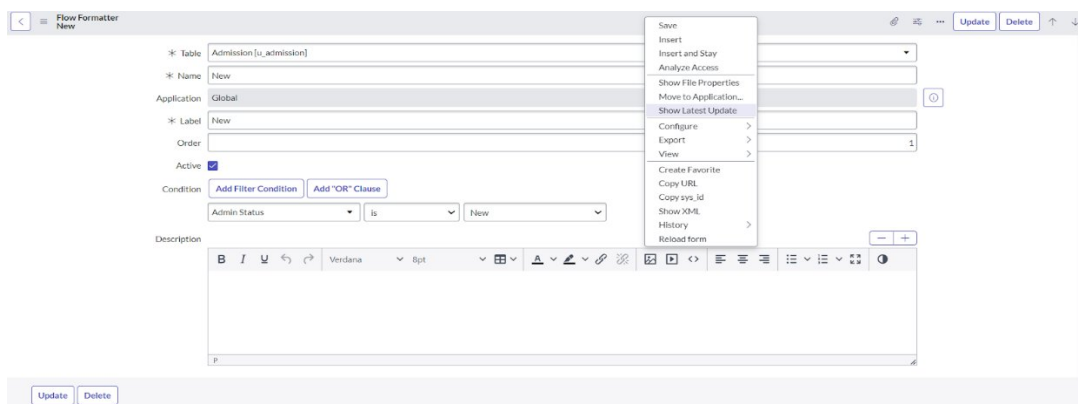 Flow Formatter
New
Update Delete
Table Admission [u_admission]
Name New
Application Global
Label New
Order 1
Active
Condition Add Filter Condition Add "OR" Clause
Admin Status is New
Description
B I U Verdana 8pt A
P
Update Delete
Save
Insert
Insert and Stay
Analyze Access
Show File Properties
Move to Application...
Show Latest Update
Configure
Export
View
Create Favorite
Copy URL
Copy sys_id
Show XML
History
Reload form